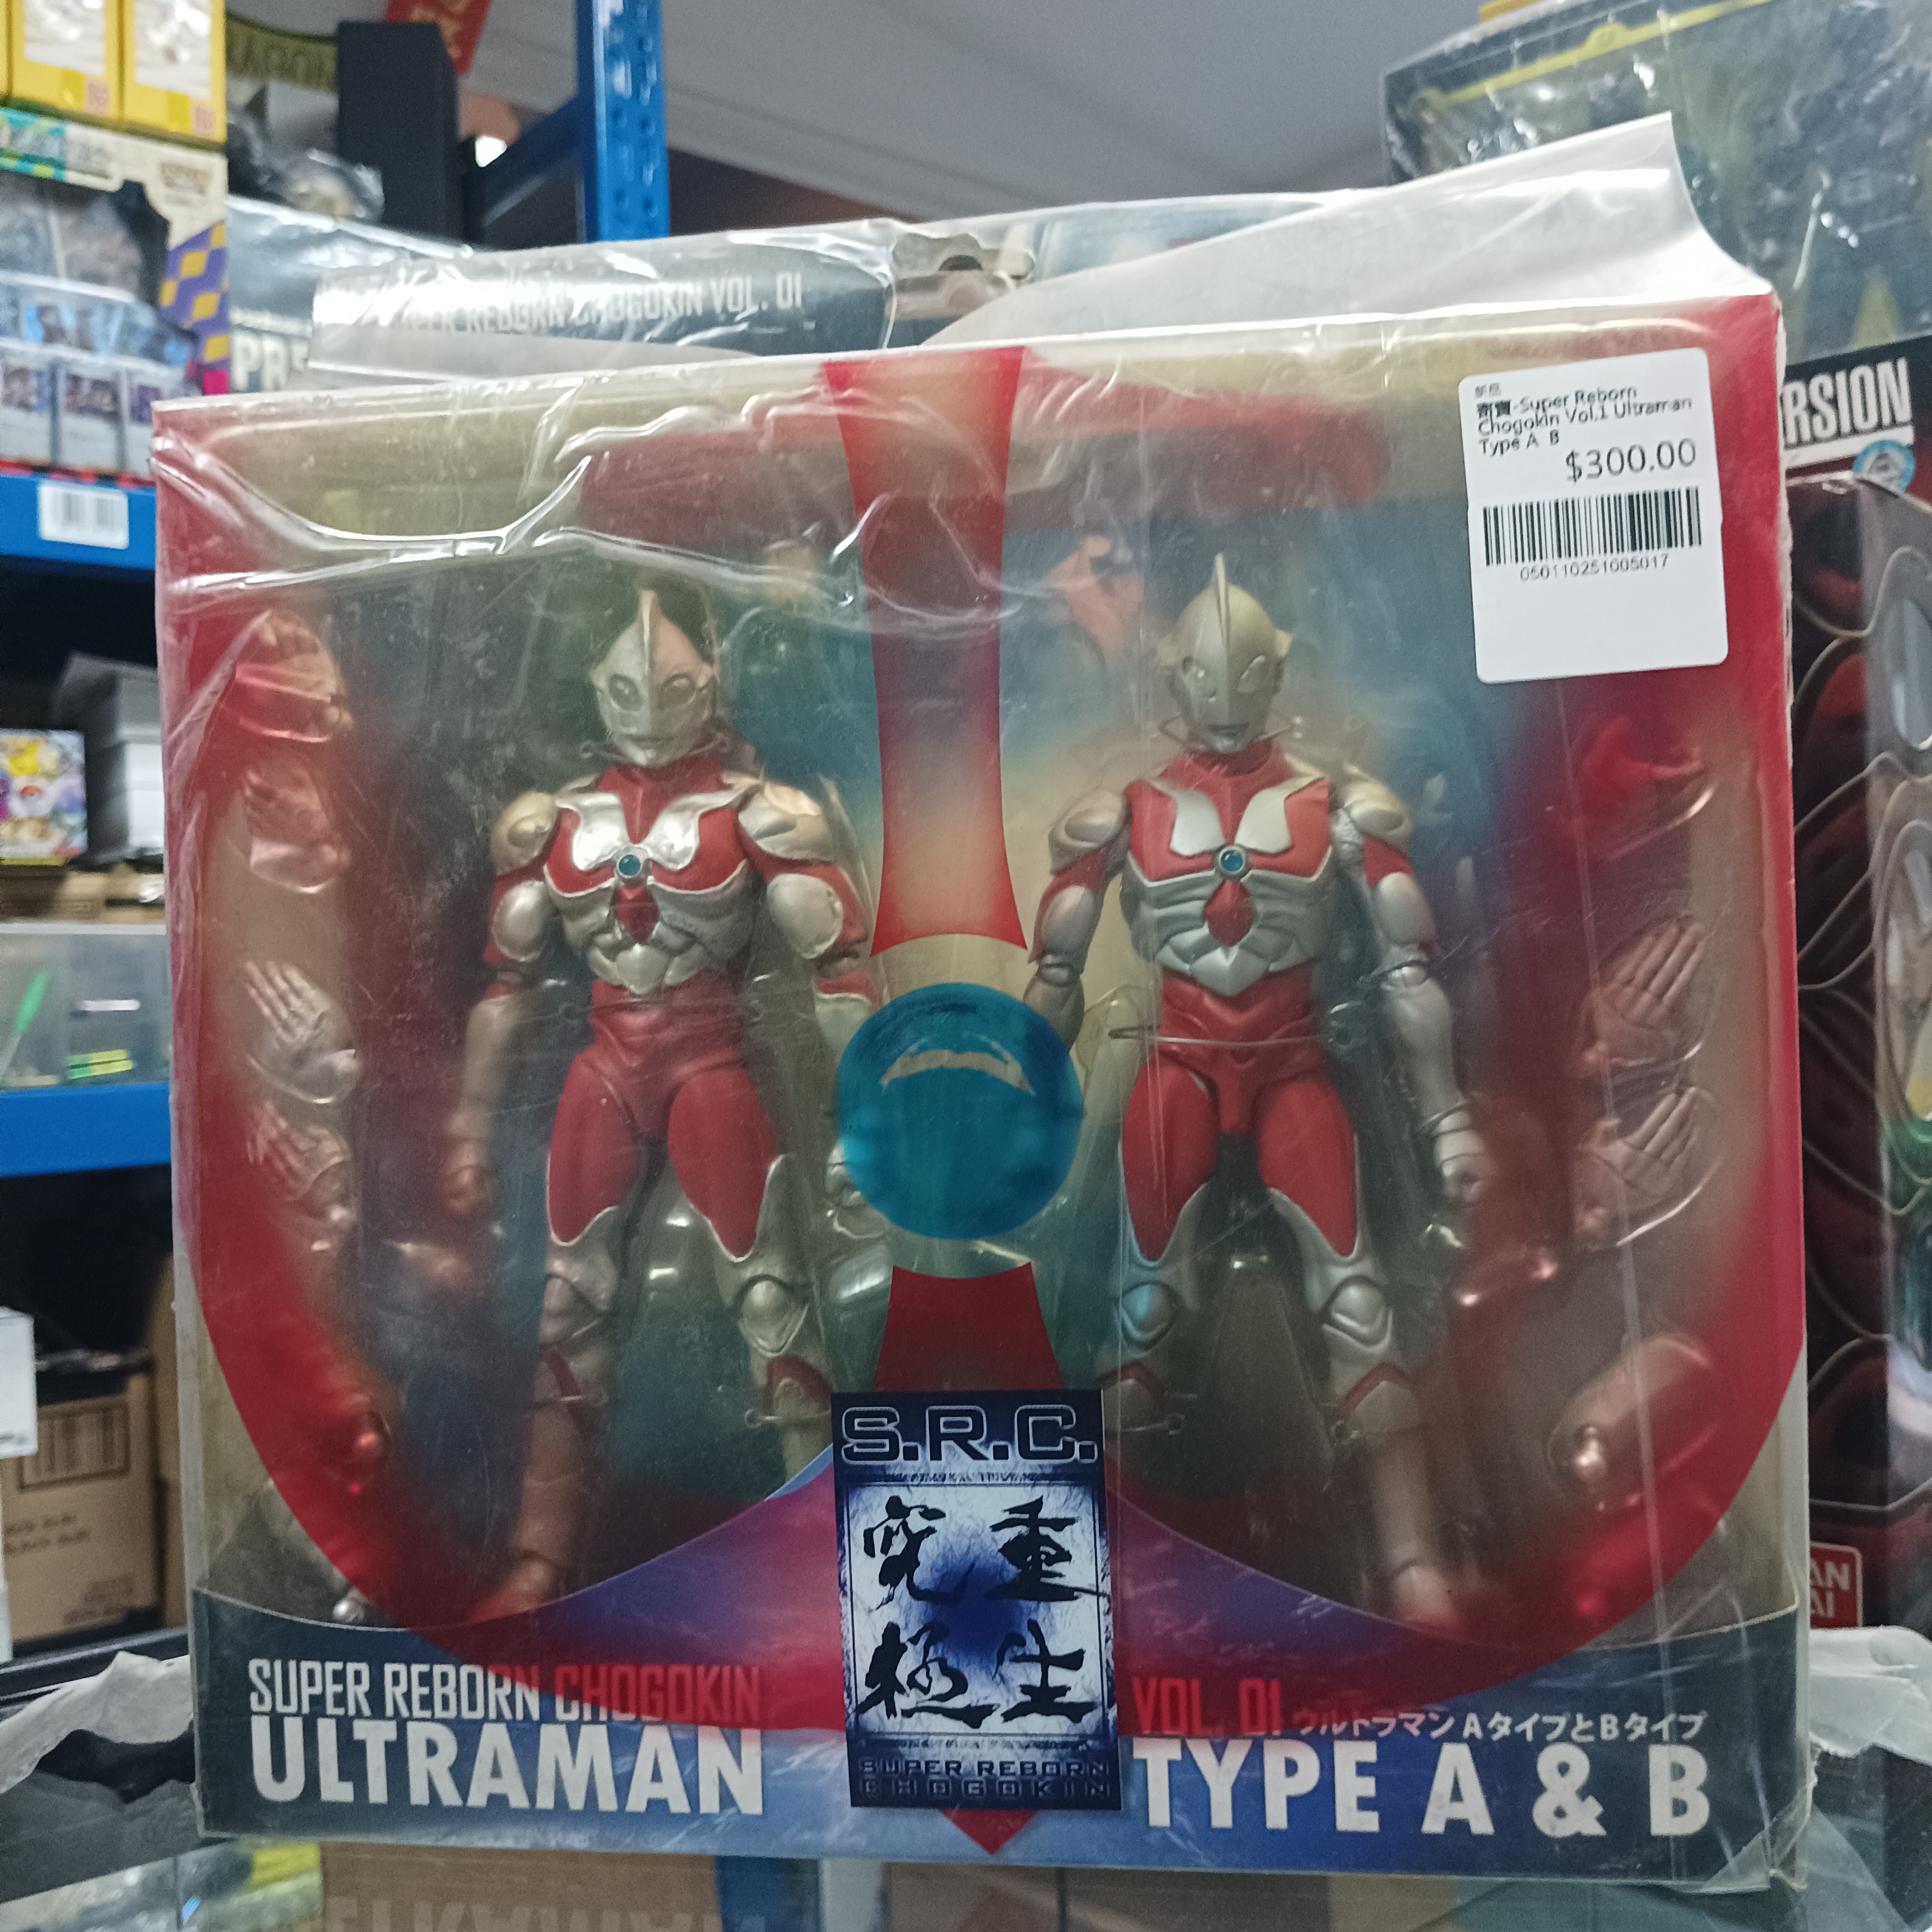 REBORN CHOGOKIN VOL. 01
RSION
新品
劑寶-Super Reborn
Chogokin Vol.1 Ultraman
Type A B
$300.00
050110251005017
S.R.C.
究極
重生
SUPER REBORN
CHOGOKIN
SUPER REBORN CHOGOKIN
ULTRAMAN
VOL. 01 ウルトラマン AタイプとBタイプ
TYPE A & B